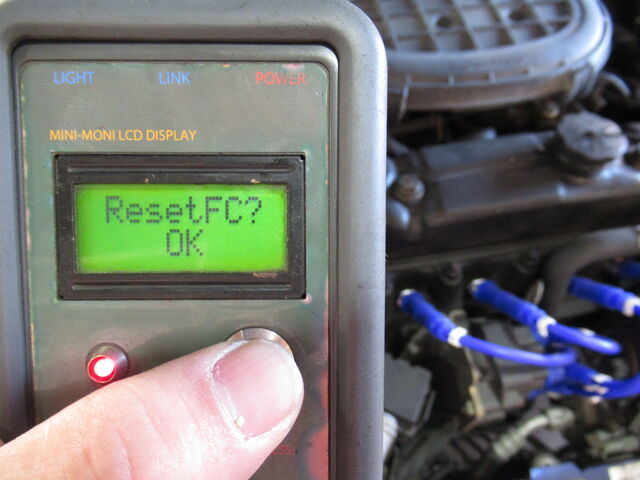 LIGHT LINK POWER
MINI-MONI LCD DISPLAY
ResetFC?
OK